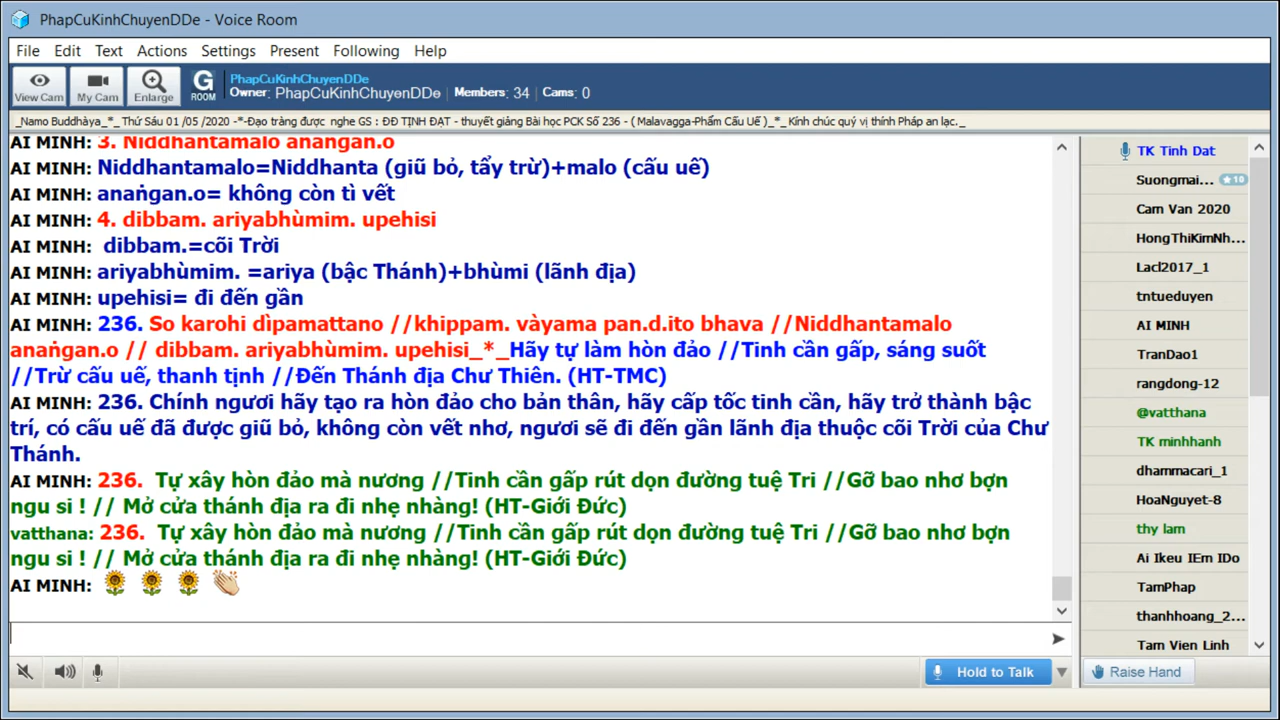 PhapCuKinhChuyenDDe - Voice Room
File Edit Text Actions Settings Present Following Help
View Cam My Cam Enlarge G ROOM PhapCuKinhChuyenDDe
Owner: PhapCuKinhChuyenDDe Members: 34 Cams: 0
_Namo Buddhàya_*_ Thứ Sáu 01 /05 /2020 -*-Đạo tràng được nghe GS : ĐĐ TỊNH ĐẠT - thuyết giảng Bài học PCK Số 236 - ( Malavagga-Phẩm Cấu Uế )_*_Kính chúc quý vị thính Pháp an lạc._
AI MINH: 3. Niddhantamalo anaṅgan.o
AI MINH: Niddhantamalo=Niddhanta (giũ bỏ, tẩy trừ)+malo (cấu uế)
AI MINH: anaṅgan.o= không còn tì vết
AI MINH: 4. dibbam. ariyabhùmim. upehisi
AI MINH: dibbam.=cõi Trời
AI MINH: ariyabhùmim. =ariya (bậc Thánh)+bhùmi (lãnh địa)
AI MINH: upehisi= đi đến gần
AI MINH: 236. So karohi dìpamattano //khippam. vàyama pan.d.ito bhava //Niddhantamalo
anaṅgan.o // dibbam. ariyabhùmim. upehisi_*_Hãy tự làm hòn đảo //Tinh cần gấp, sáng suốt
//Trừ cấu uế, thanh tịnh //Đến Thánh địa Chư Thiên. (HT-TMC)
AI MINH: 236. Chính ngươi hãy tạo ra hòn đảo cho bản thân, hãy cấp tốc tinh cần, hãy trở thành bậc
trí, có cấu uế đã được giũ bỏ, không còn vết nhơ, ngươi sẽ đi đến gần lãnh địa thuộc cõi Trời của Chư
Thánh.
AI MINH: 236. Tự xây hòn đảo mà nương //Tinh cần gấp rút dọn đường tuệ Tri //Gỡ bao nhơ bợn
ngu si ! // Mở cửa thánh địa ra đi nhẹ nhàng! (HT-Giới Đức)
vatthana: 236. Tự xây hòn đảo mà nương //Tinh cần gấp rút dọn đường tuệ Tri //Gỡ bao nhơ bợn
ngu si ! // Mở cửa thánh địa ra đi nhẹ nhàng! (HT-Giới Đức)
AI MINH: 🌻 🌻 🌻 👏
Hold to Talk
TK Tinh Dat
Suongmai... ★10
Cam Van 2020
HongThiKimNh...
Lacl2017_1
tntueduyen
AI MINH
TranDao1
rangdong-12
@vatthana
TK minhhanh
dhammacari_1
HoaNguyet-8
thy lam
Ai Ikeu IEm IDo
TamPhap
thanhhoang_2...
Tam Vien Linh
Raise Hand